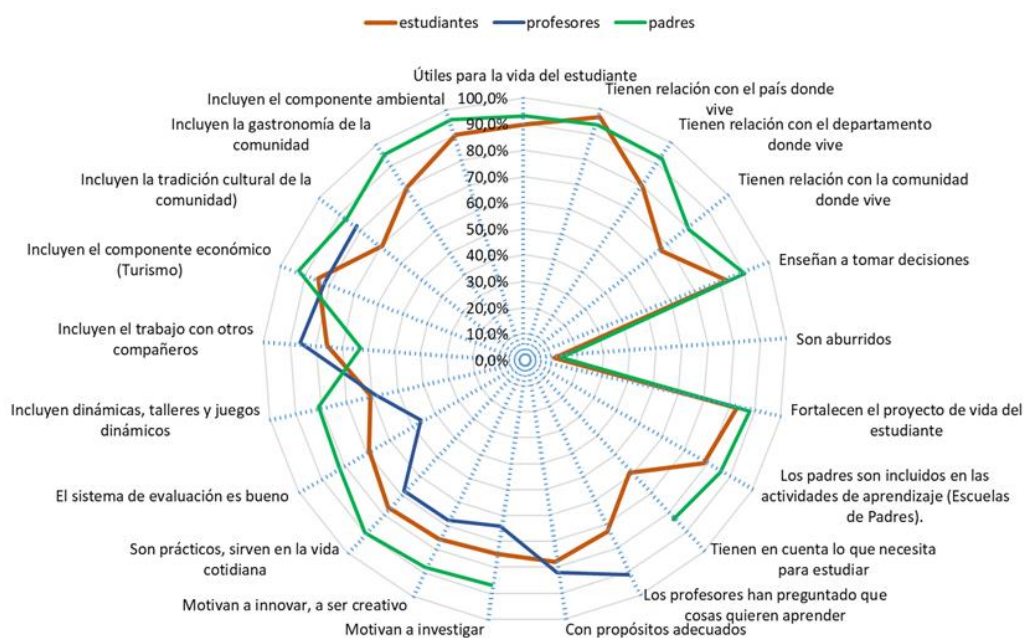 estudiantes
profesores
padres
Útiles para la vida del estudiante
Tienen relación con el país donde
vive
Tienen relación con el departamento
donde vive
Tienen relación con la comunidad
donde vive
Enseñan a tomar decisiones
Son aburridos
Fortalecen el proyecto de vida del
estudiante
Los padres son incluidos en las
actividades de aprendizaje (Escuelas
de Padres).
Tienen en cuenta lo que necesita
para estudiar
Los profesores han preguntado que
cosas quieren aprender
Con propósitos adecuados
Motivan a investigar
Motivan a innovar, a ser creativo
Son prácticos, sirven en la vida
cotidiana
El sistema de evaluación es bueno
Incluyen dinámicas, talleres y juegos
dinámicos
Incluyen el trabajo con otros
compañeros
Incluyen el componente económico
(Turismo)
Incluyen la tradición cultural de la
comunidad)
Incluyen la gastronomía de la
comunidad
Incluyen el componente ambiental
100,0%
90,0%
80,0%
70,0%
60,0%
50,0%
40,0%
30,0%
20,0%
10,0%
0,0%